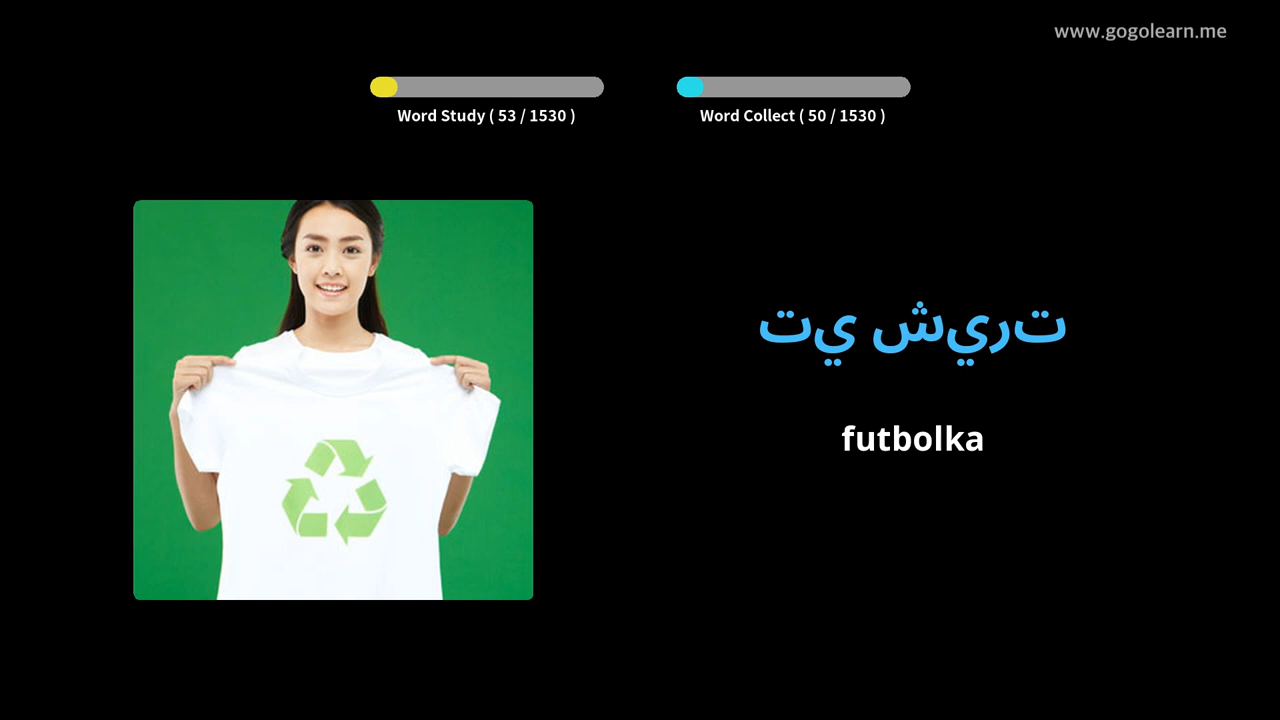 www.gogolearn.me
Word Study ( 53 / 1530 )
Word Collect ( 50 / 1530 )
تي شيرت
futbolka